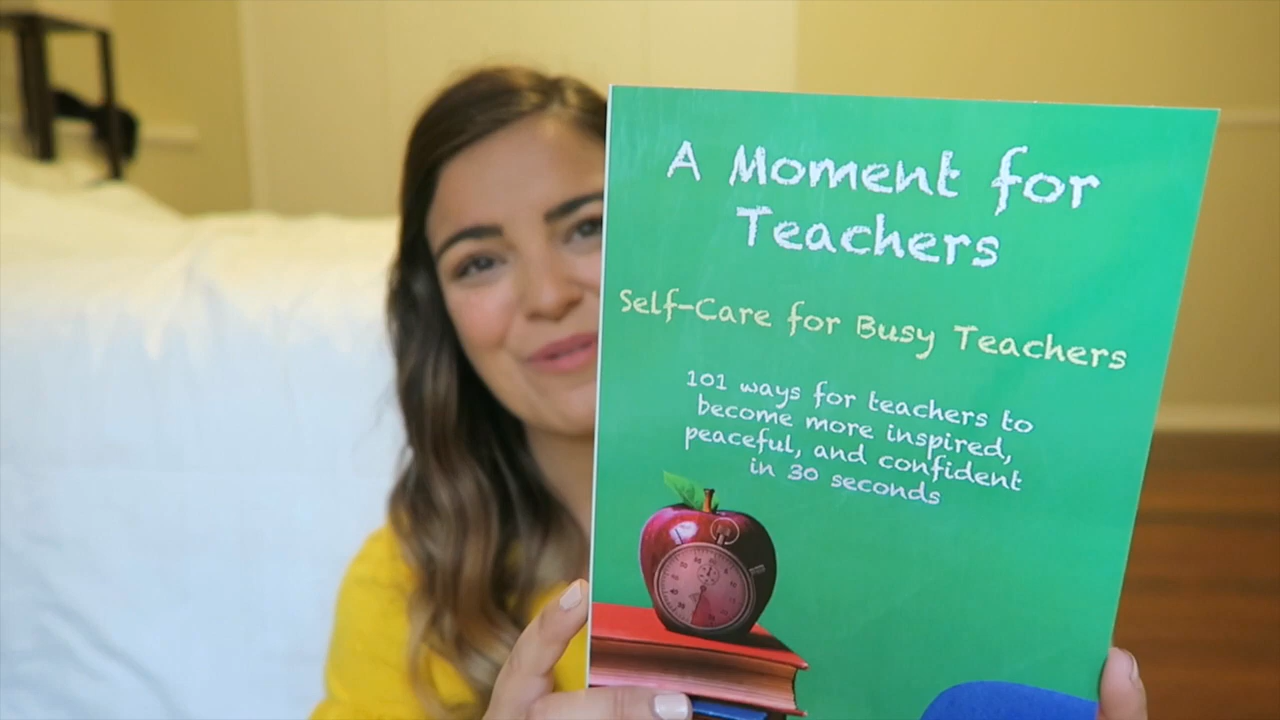 A Moment for
Teachers
Self-Care for Busy Teachers
101 ways for teachers to
become more inspired,
peaceful, and confident
in 30 seconds